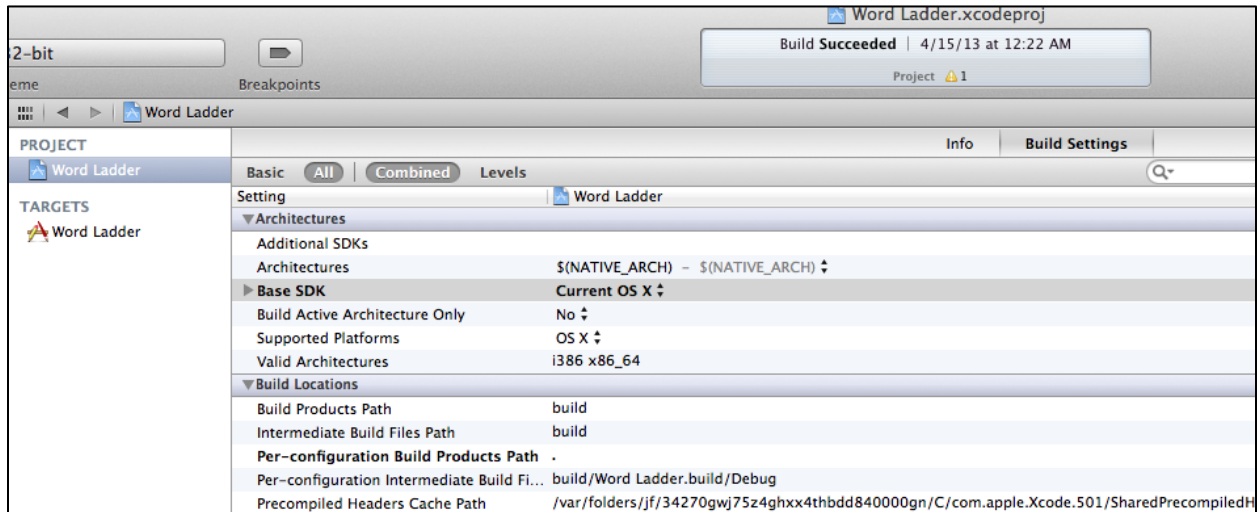 Word Ladder.xcodeproj
32-bit
Build Succeeded | 4/15/13 at 12:22 AM
Project 1
eme
Breakpoints
Word Ladder
PROJECT
Info
Build Settings
Word Ladder
Basic All Combined Levels
Setting
Word Ladder
TARGETS
Word Ladder
Architectures
Additional SDKs
Architectures $(NATIVE_ARCH) – $(NATIVE_ARCH)
Base SDK Current OS X
Build Active Architecture Only No
Supported Platforms OS X
Valid Architectures i386 x86_64
Build Locations
Build Products Path build
Intermediate Build Files Path build
Per-configuration Build Products Path .
Per-configuration Intermediate Build Fi... build/Word Ladder.build/Debug
Precompiled Headers Cache Path /var/folders/jf/34270gwj75z4ghxx4thbdd840000gn/C/com.apple.Xcode.501/SharedPrecompiledH